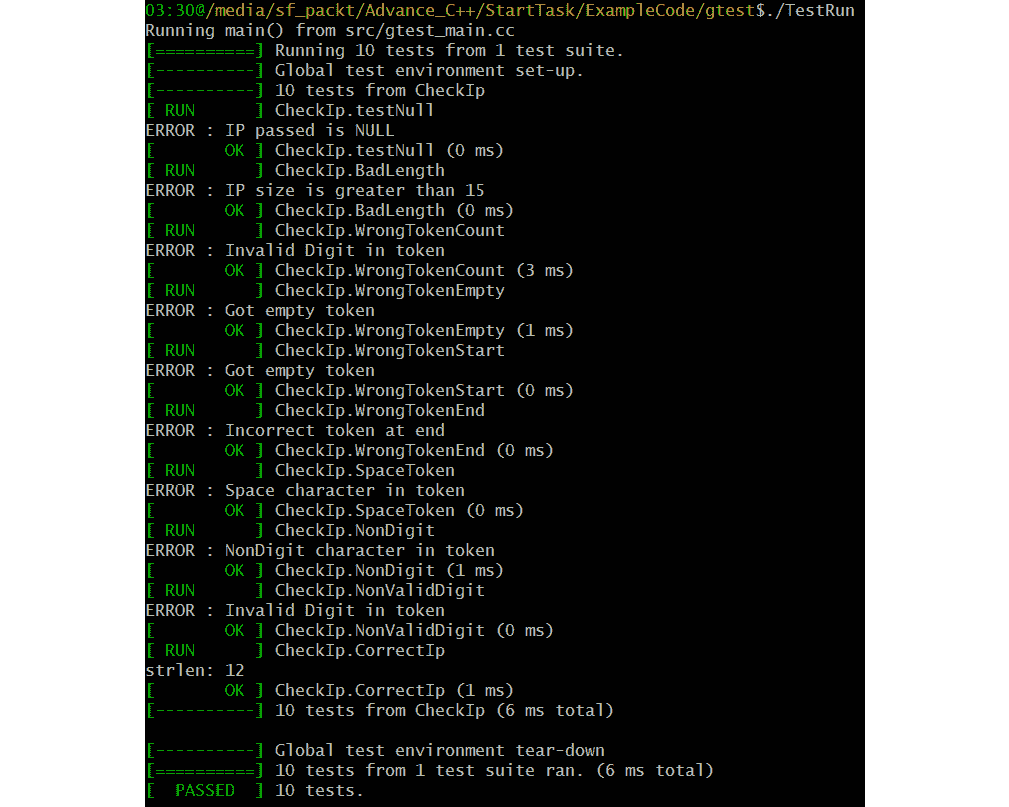 03:30@/media/sf_packt/Advance_C++/StartTask/ExampleCode/gtest$./TestRun
Running main() from src/gtest_main.cc
[==========] Running 10 tests from 1 test suite.
[----------] Global test environment set-up.
[----------] 10 tests from CheckIp
[ RUN      ] CheckIp.testNull
ERROR : IP passed is NULL
[       OK ] CheckIp.testNull (0 ms)
[ RUN      ] CheckIp.BadLength
ERROR : IP size is greater than 15
[       OK ] CheckIp.BadLength (0 ms)
[ RUN      ] CheckIp.WrongTokenCount
ERROR : Invalid Digit in token
[       OK ] CheckIp.WrongTokenCount (3 ms)
[ RUN      ] CheckIp.WrongTokenEmpty
ERROR : Got empty token
[       OK ] CheckIp.WrongTokenEmpty (1 ms)
[ RUN      ] CheckIp.WrongTokenStart
ERROR : Got empty token
[       OK ] CheckIp.WrongTokenStart (0 ms)
[ RUN      ] CheckIp.WrongTokenEnd
ERROR : Incorrect token at end
[       OK ] CheckIp.WrongTokenEnd (0 ms)
[ RUN      ] CheckIp.SpaceToken
ERROR : Space character in token
[       OK ] CheckIp.SpaceToken (0 ms)
[ RUN      ] CheckIp.NonDigit
ERROR : NonDigit character in token
[       OK ] CheckIp.NonDigit (1 ms)
[ RUN      ] CheckIp.NonValidDigit
ERROR : Invalid Digit in token
[       OK ] CheckIp.NonValidDigit (0 ms)
[ RUN      ] CheckIp.CorrectIp
strlen: 12
[       OK ] CheckIp.CorrectIp (1 ms)
[----------] 10 tests from CheckIp (6 ms total)

[----------] Global test environment tear-down
[==========] 10 tests from 1 test suite ran. (6 ms total)
[  PASSED  ] 10 tests.